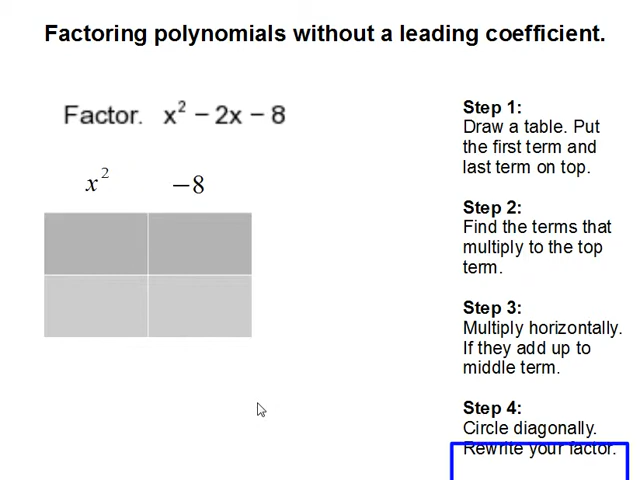 Factoring polynomials without a leading coefficient.
Factor. x² − 2x − 8
x² −8
Step 1:
Draw a table. Put
the first term and
last term on top.
Step 2:
Find the terms that
multiply to the top
term.
Step 3:
Multiply horizontally.
If they add up to
middle term.
Step 4:
Circle diagonally.
Rewrite your factor.